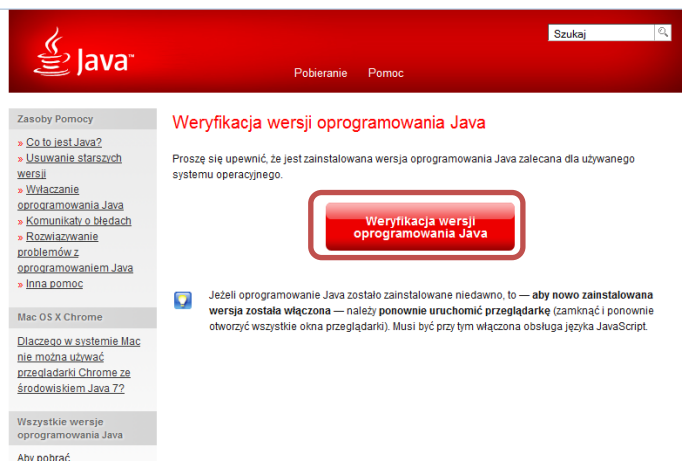 Java™
Szukaj
Pobieranie Pomoc
Zasoby Pomocy
» Co to jest Java?
» Usuwanie starszych
wersji
» Wyłączanie
oprogramowania Java
» Komunikaty o błedach
» Rozwiązywanie
problemów z
oprogramowaniem Java
» Inna pomoc
Mac OS X Chrome
Dlaczego w systemie Mac
nie można używać
przeglądarki Chrome ze
środowiskiem Java 7?
Wszystkie wersje
oprogramowania Java
Aby pobrać
Weryfikacja wersji oprogramowania Java
Proszę się upewnić, że jest zainstalowana wersja oprogramowania Java zalecana dla używanego
systemu operacyjnego.
Weryfikacja wersji
oprogramowania Java
Jeżeli oprogramowanie Java zostało zainstalowane niedawno, to — aby nowo zainstalowana
wersja została włączona — należy ponownie uruchomić przeglądarkę (zamknąć i ponownie
otworzyć wszystkie okna przeglądarki). Musi być przy tym włączona obsługa języka JavaScript.